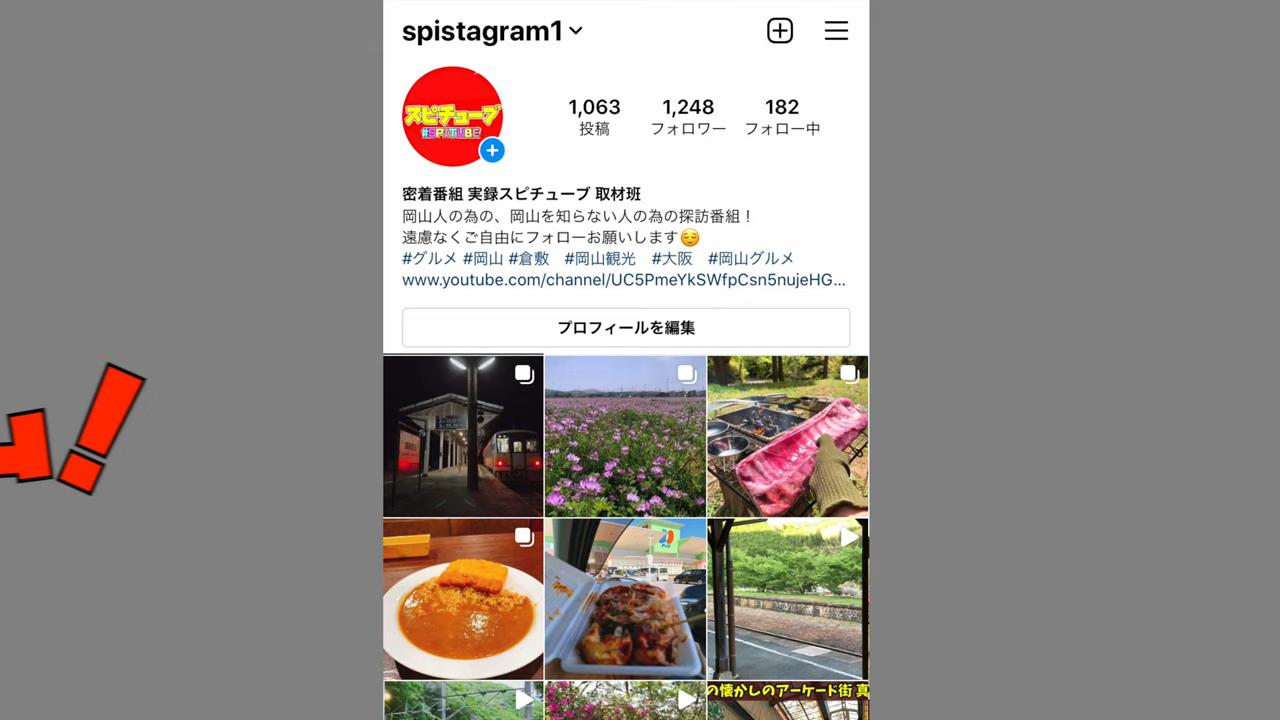 spistagram1
スピチューブ
#SPITUBE
1,063
投稿
1,248
フォロワー
182
フォロー中
密着番組 実録スピチューブ 取材班
岡山人の為の、岡山を知らない人の為の探訪番組！
遠慮なくご自由にフォローお願いします😌
#グルメ #岡山 #倉敷　#岡山観光　#大阪　#岡山グルメ
www.youtube.com/channel/UC5PmeYkSWfpCsn5nujeHG...
プロフィールを編集
の懐かしのアーケード街 真
!